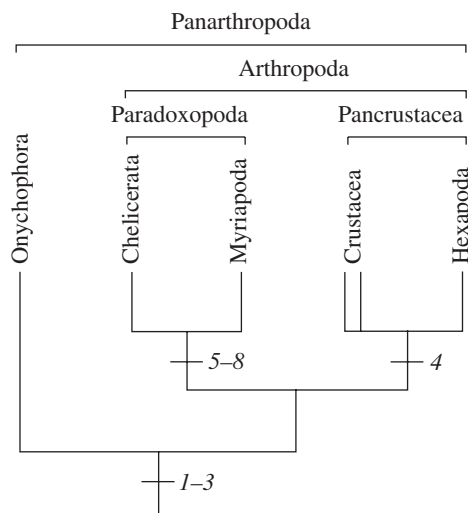 Panarthropoda
Arthropoda
Paradoxopoda
Pancrustacea
Onychophora
Chelicerata
Myriapoda
Crustacea
Hexapoda
5–8
4
1–3